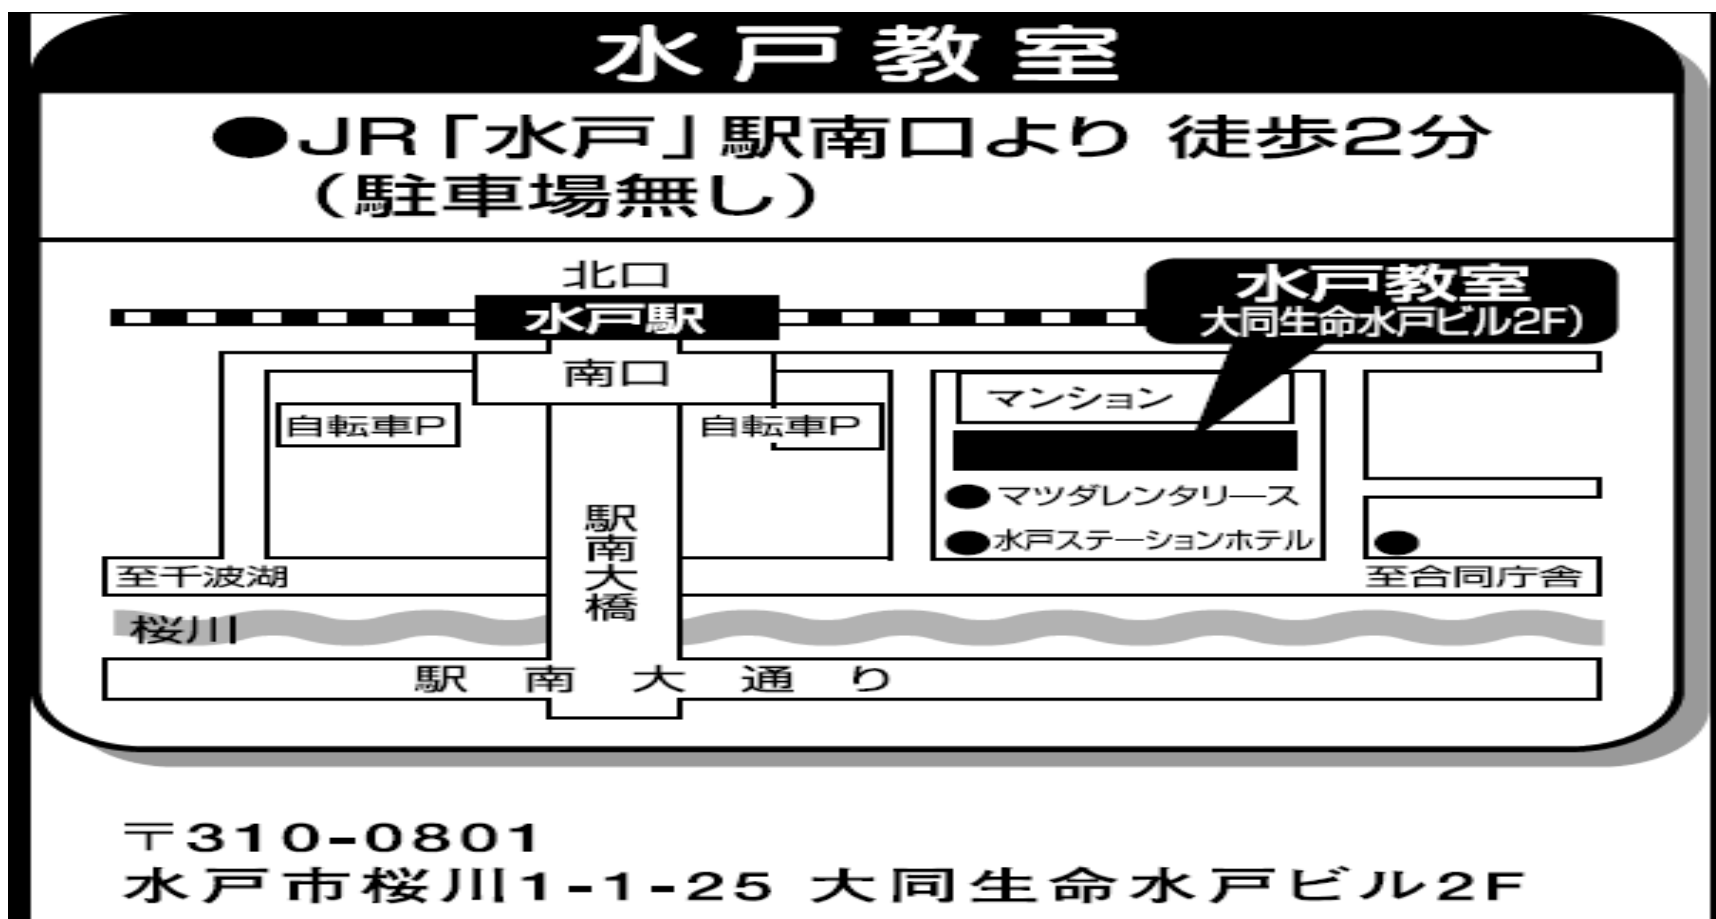 水戸教室
●JR「水戸」駅南口より 徒歩2分
（駐車場無し）
北口
水戸駅
水戸教室
大同生命水戸ビル2F）
南口
マンション
自転車P
自転車P
●マツダレンタリース
●水戸ステーションホテル
駅南大橋
至千波湖
至合同庁舎
桜川
駅南大通り
〒310-0801
水戸市桜川1-1-25 大同生命水戸ビル2F